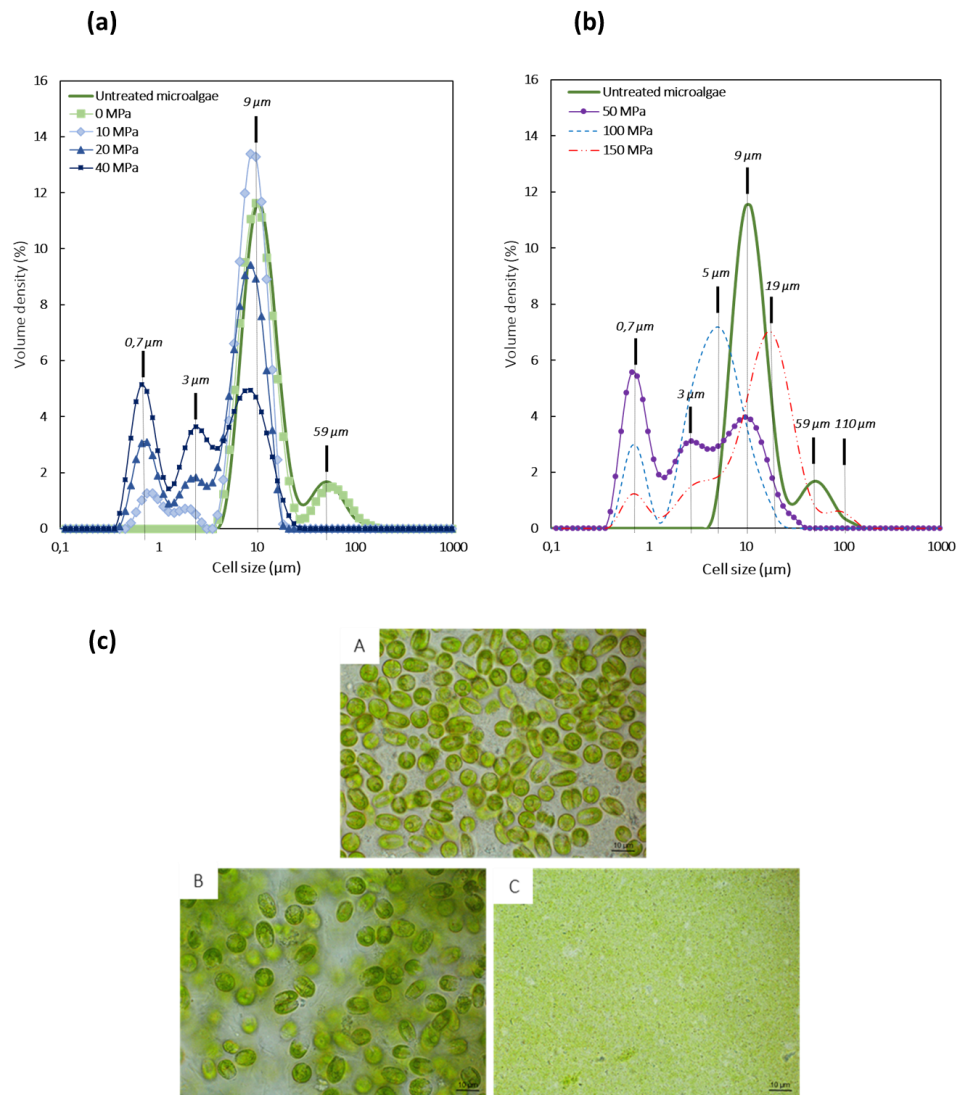 (a)
(b)
16
14
12
10
8
6
4
2
0
Volume density (%)
Untreated microalgae
0 MPa
10 MPa
20 MPa
40 MPa
0,7 µm
3 µm
9 µm
59 µm
0,1
1
10
100
1000
Cell size (µm)
16
14
12
10
8
6
4
2
0
Volume density (%)
Untreated microalgae
50 MPa
100 MPa
150 MPa
0,7 µm
3 µm
5 µm
9 µm
19 µm
59 µm
110 µm
0,1
1
10
100
1000
Cell size (µm)
(c)
A
10 µm
B
10 µm
C
10 µm